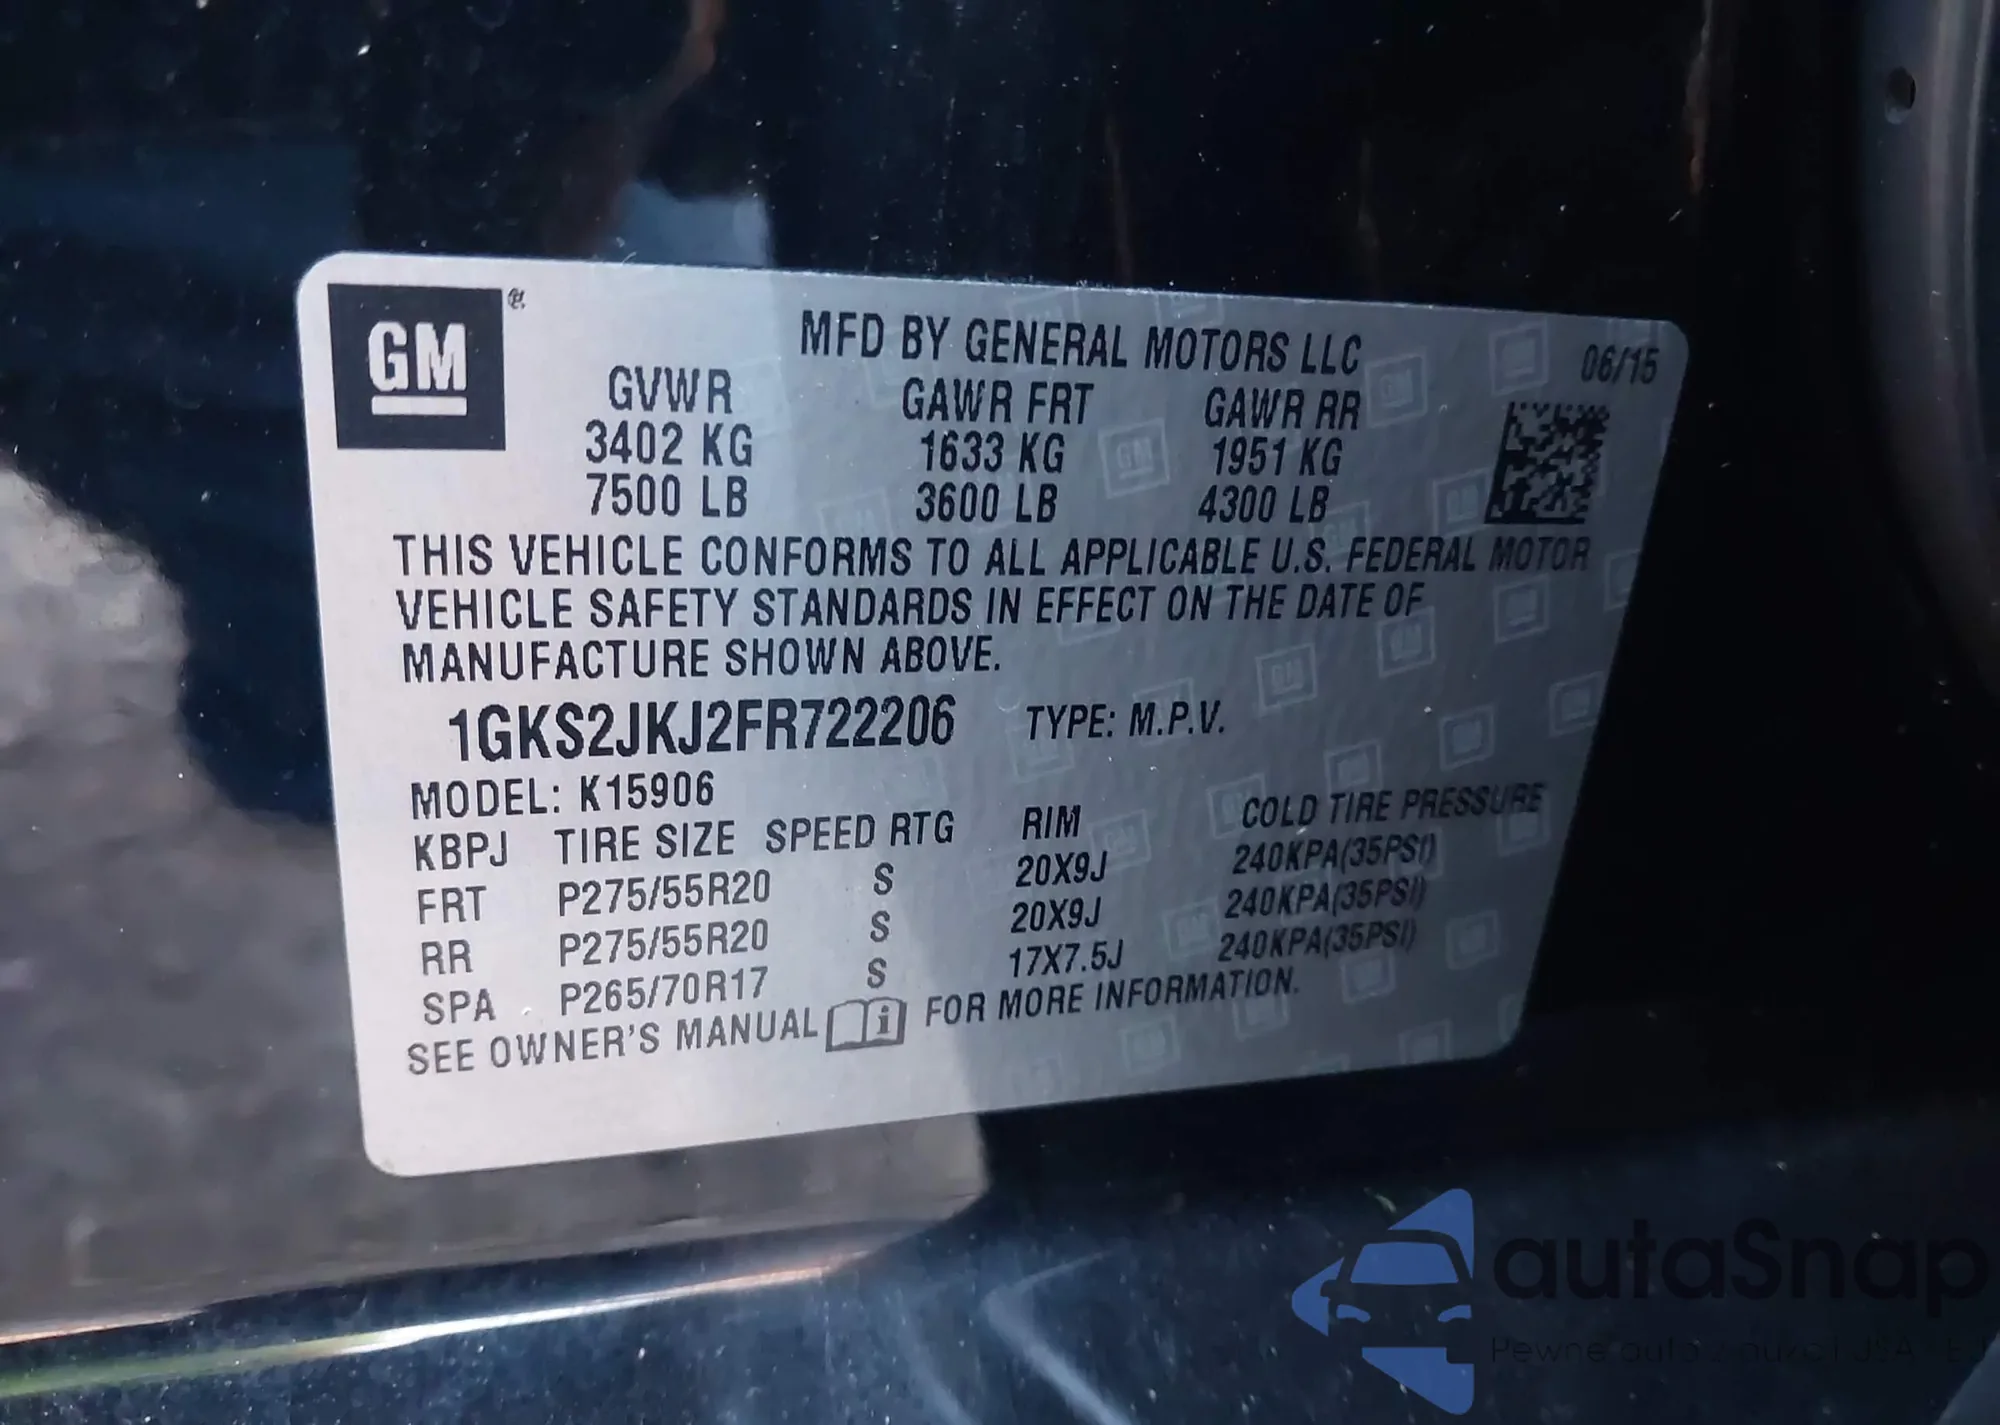 GM
MFD BY GENERAL MOTORS LLC 06/15
GVWR GAWR FRT GAWR RR
3402 KG 1633 KG 1951 KG
7500 LB 3600 LB 4300 LB
THIS VEHICLE CONFORMS TO ALL APPLICABLE U.S. FEDERAL MOTOR
VEHICLE SAFETY STANDARDS IN EFFECT ON THE DATE OF
MANUFACTURE SHOWN ABOVE.
1GKS2JKJ2FR722206 TYPE: M.P.V.
MODEL: K15906
KBPJ TIRE SIZE SPEED RTG RIM COLD TIRE PRESSURE
FRT P275/55R20 S 20X9J 240KPA(35PSI)
RR P275/55R20 S 20X9J 240KPA(35PSI)
SPA P265/70R17 S 17X7.5J 240KPA(35PSI)
SEE OWNER'S MANUAL i FOR MORE INFORMATION.
autaSnap
Pewne auto z